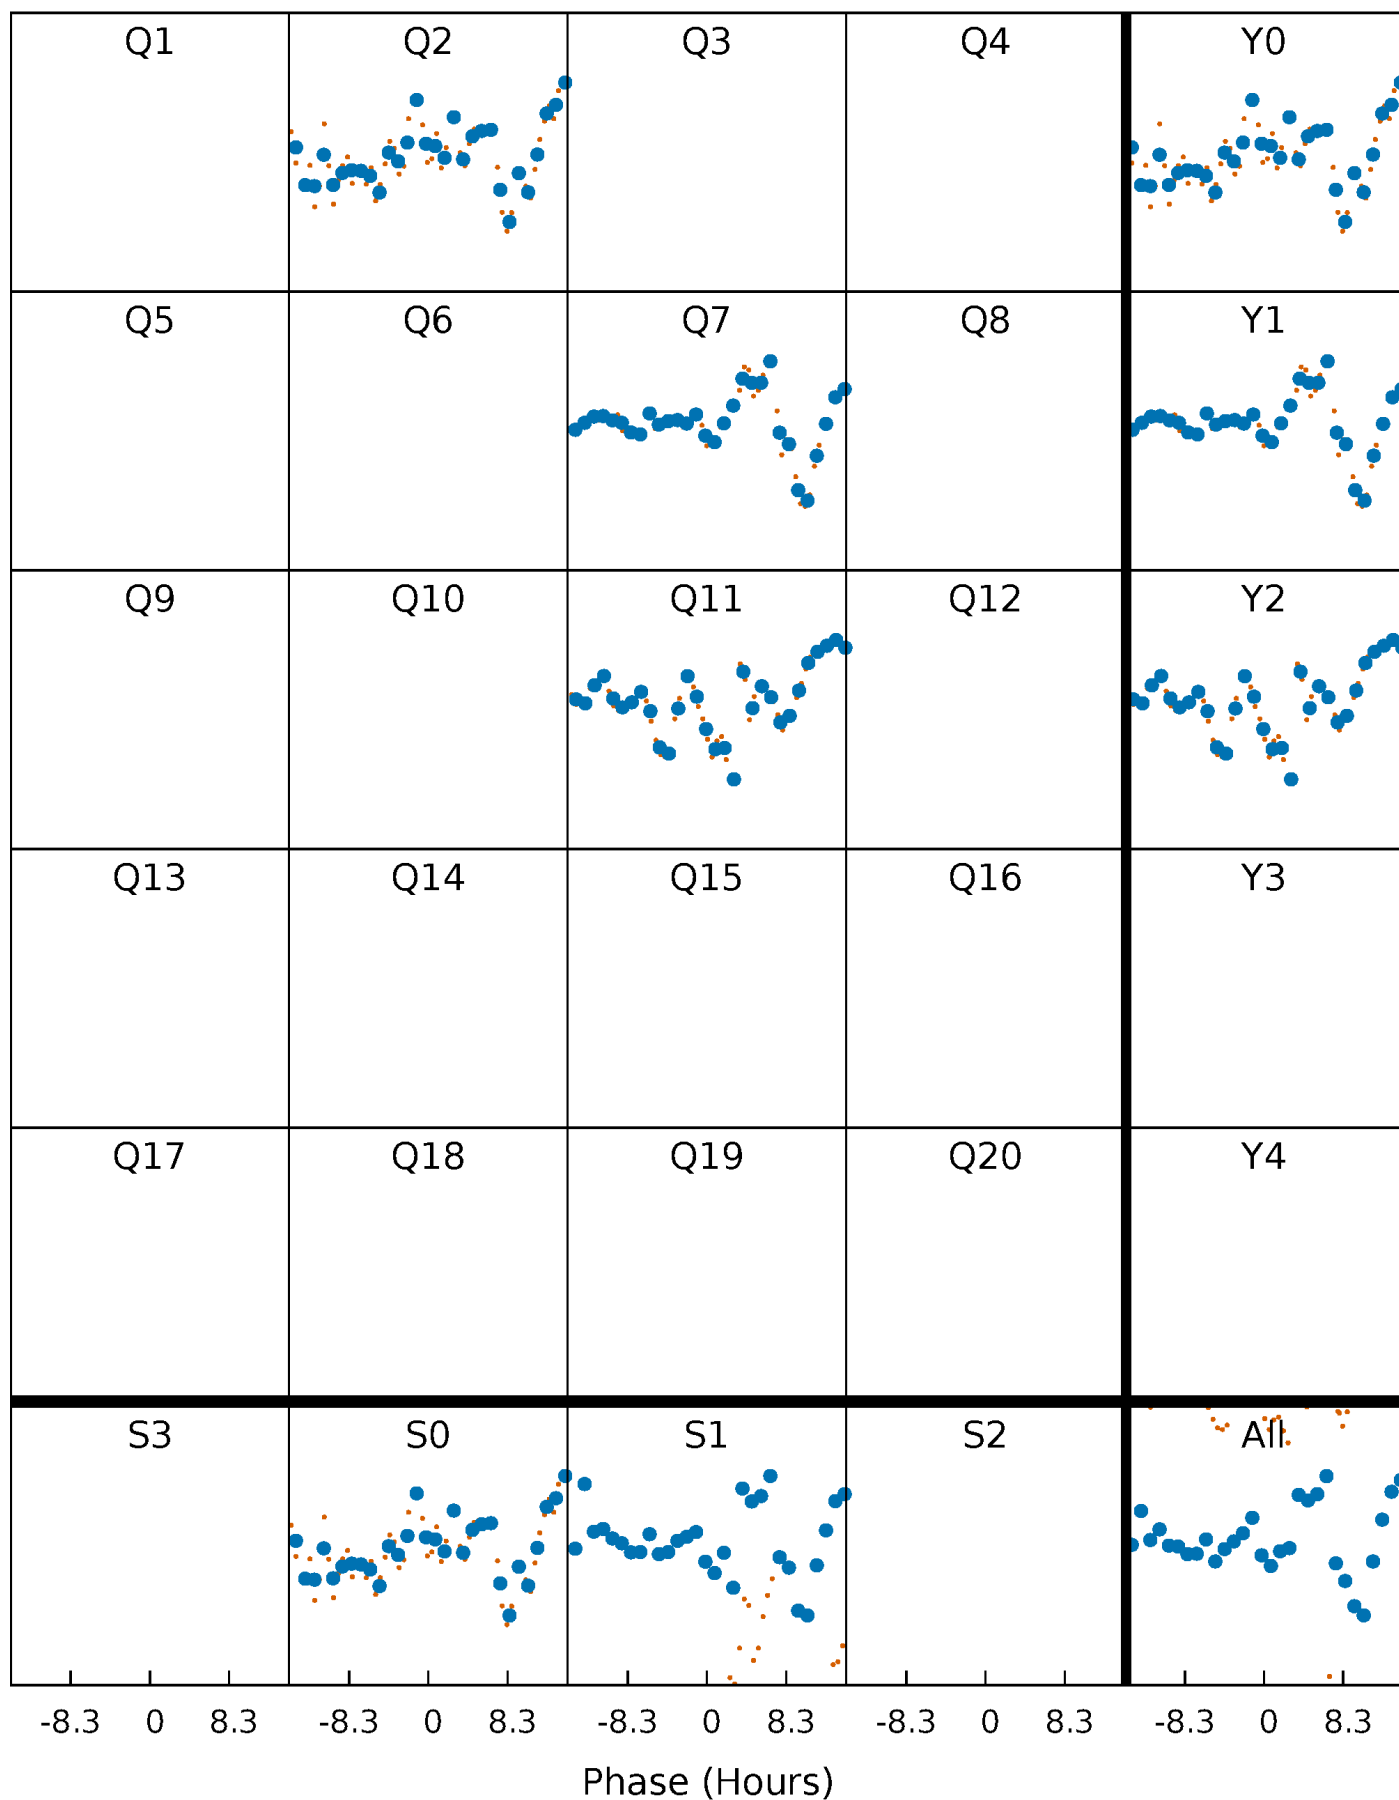 Q1 Q2 Q3 Q4 Y0
Q5 Q6 Q7 Q8 Y1
Q9 Q10 Q11 Q12 Y2
Q13 Q14 Q15 Q16 Y3
Q17 Q18 Q19 Q20 Y4
S3 S0 S1 S2 All
-8.3 0 8.3 -8.3 0 8.3 -8.3 0 8.3 -8.3 0 8.3 -8.3 0 8.3
Phase (Hours)